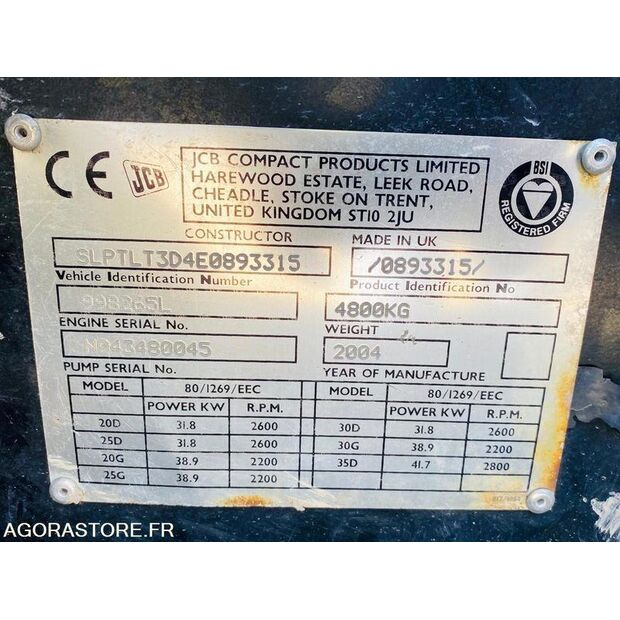 CE JCB
JCB COMPACT PRODUCTS LIMITED
HAREWOOD ESTATE, LEEK ROAD,
CHEADLE, STOKE ON TRENT,
UNITED KINGDOM ST10 2JU
BSI
REGISTERED FIRM
CONSTRUCTOR MADE IN UK
SLPTLT3D4E0893315 /0893315/
Vehicle Identification Number Product Identification No
998265L 4800KG
ENGINE SERIAL No. WEIGHT
2004
PUMP SERIAL No. YEAR OF MANUFACTURE
MODEL 80/1269/EEC MODEL 80/1269/EEC
POWER KW R.P.M. POWER KW R.P.M.
20D 31.8 2600 30D 31.8 2600
25D 31.8 2600 30G 38.9 2200
20G 38.9 2200 35D 41.7 2800
25G 38.9 2200
AGORASTORE.FR